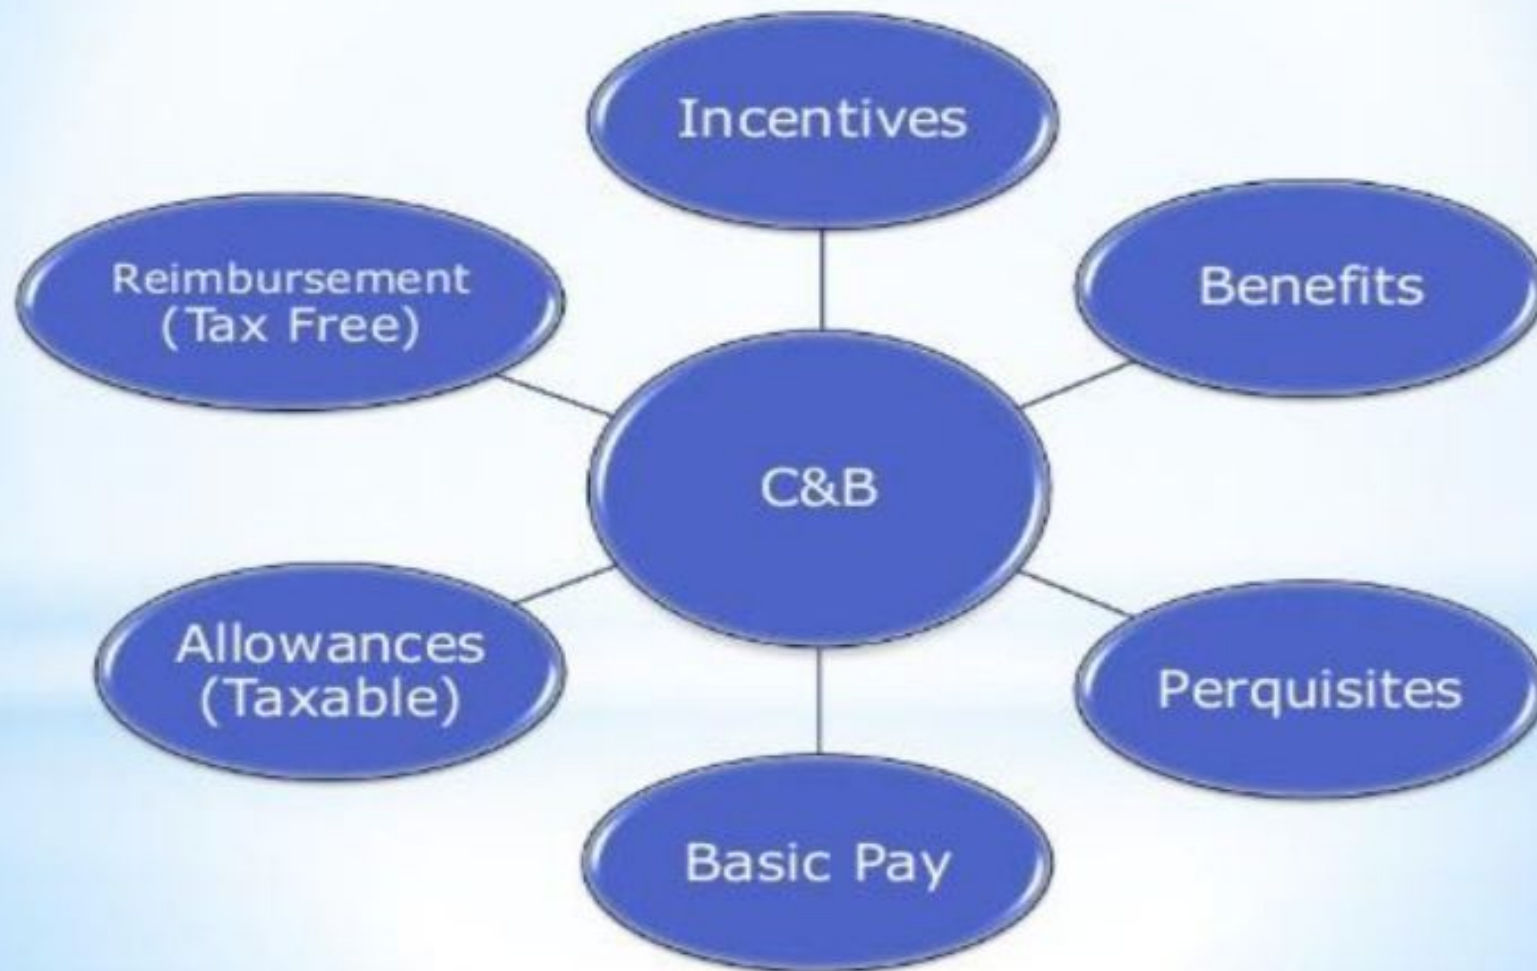 Incentives
Reimbursement
(Tax Free)
Benefits
C&B
Allowances
(Taxable)
Perquisites
Basic Pay